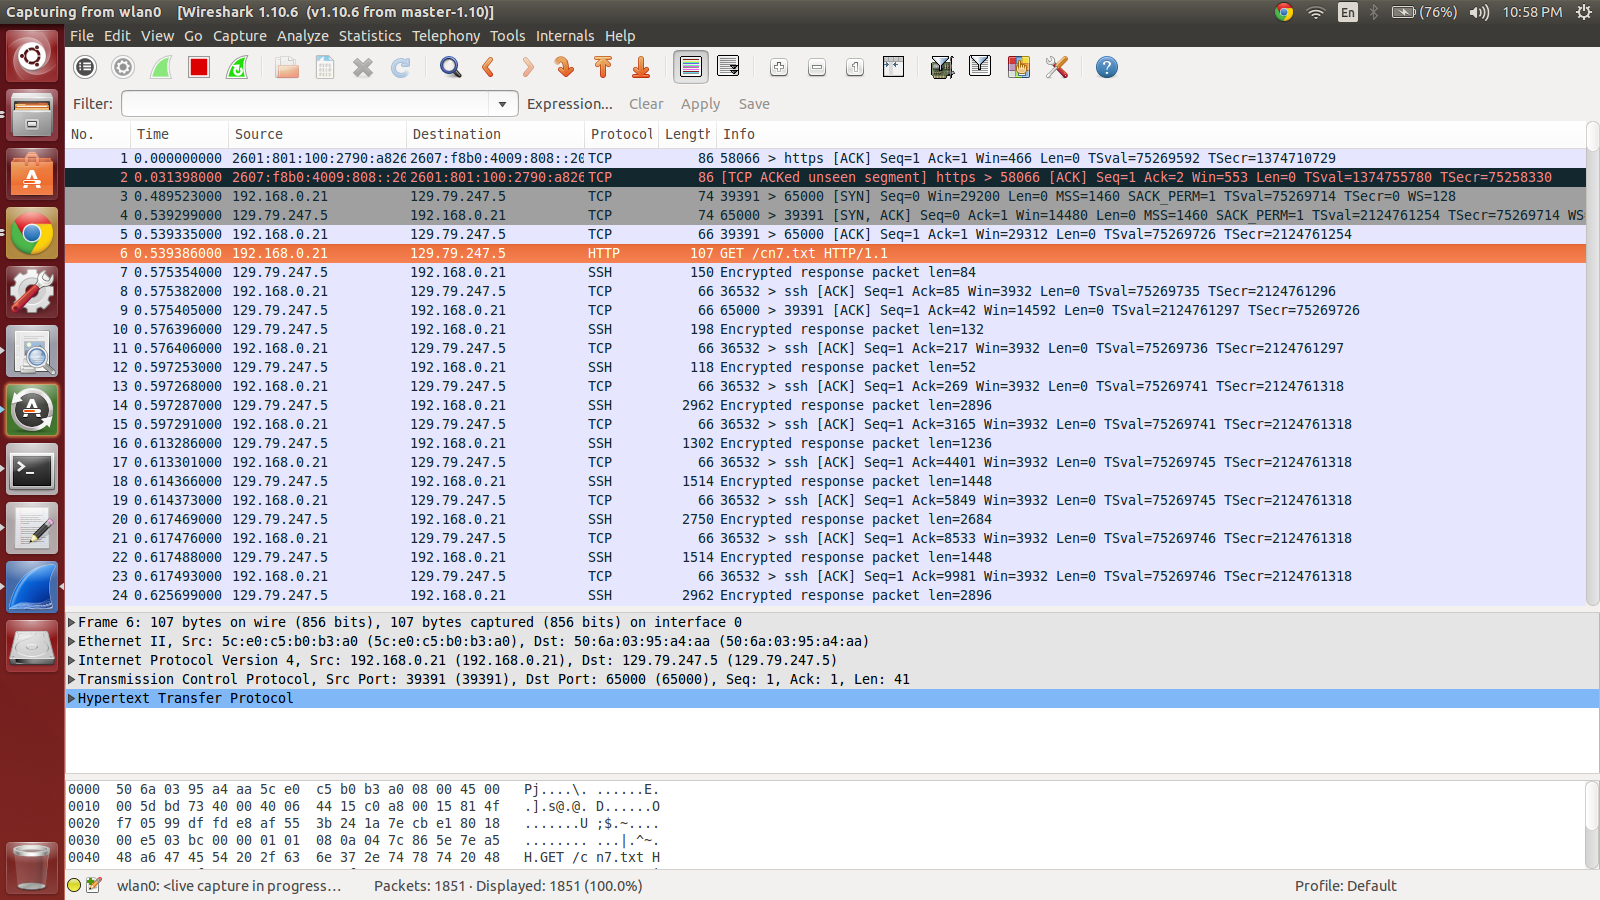 Capturing from wlan0 [Wireshark 1.10.6 (v1.10.6 from master-1.10)]
En (76%) 10:58 PM
File Edit View Go Capture Analyze Statistics Telephony Tools Internals Help
Filter: Expression... Clear Apply Save
No. Time Source Destination Protocol Length Info
1 0.000000000 2601:801:100:2790:a826 2607:f8b0:4009:808::20 TCP 86 58066 > https [ACK] Seq=1 Ack=1 Win=466 Len=0 TSval=75269592 TSecr=1374710729
2 0.031398000 2607:f8b0:4009:808::20 2601:801:100:2790:a826 TCP 86 [TCP ACKed unseen segment] https > 58066 [ACK] Seq=1 Ack=2 Win=553 Len=0 TSval=1374755780 TSecr=75258330
3 0.489523000 192.168.0.21 129.79.247.5 TCP 74 39391 > 65000 [SYN] Seq=0 Win=29200 Len=0 MSS=1460 SACK_PERM=1 TSval=75269714 TSecr=0 WS=128
4 0.539299000 129.79.247.5 192.168.0.21 TCP 74 65000 > 39391 [SYN, ACK] Seq=0 Ack=1 Win=14480 Len=0 MSS=1460 SACK_PERM=1 TSval=2124761254 TSecr=75269714 WS
5 0.539335000 192.168.0.21 129.79.247.5 TCP 66 39391 > 65000 [ACK] Seq=1 Ack=1 Win=29312 Len=0 TSval=75269726 TSecr=2124761254
6 0.539386000 192.168.0.21 129.79.247.5 HTTP 107 GET /cn7.txt HTTP/1.1
7 0.575354000 129.79.247.5 192.168.0.21 SSH 150 Encrypted response packet len=84
8 0.575382000 192.168.0.21 129.79.247.5 TCP 66 36532 > ssh [ACK] Seq=1 Ack=85 Win=3932 Len=0 TSval=75269735 TSecr=2124761296
9 0.575405000 129.79.247.5 192.168.0.21 TCP 66 65000 > 39391 [ACK] Seq=1 Ack=42 Win=14592 Len=0 TSval=2124761297 TSecr=75269726
10 0.576396000 129.79.247.5 192.168.0.21 SSH 198 Encrypted response packet len=132
11 0.576406000 192.168.0.21 129.79.247.5 TCP 66 36532 > ssh [ACK] Seq=1 Ack=217 Win=3932 Len=0 TSval=75269736 TSecr=2124761297
12 0.597253000 129.79.247.5 192.168.0.21 SSH 118 Encrypted response packet len=52
13 0.597268000 192.168.0.21 129.79.247.5 TCP 66 36532 > ssh [ACK] Seq=1 Ack=269 Win=3932 Len=0 TSval=75269741 TSecr=2124761318
14 0.597287000 129.79.247.5 192.168.0.21 SSH 2962 Encrypted response packet len=2896
15 0.597291000 192.168.0.21 129.79.247.5 TCP 66 36532 > ssh [ACK] Seq=1 Ack=3165 Win=3932 Len=0 TSval=75269741 TSecr=2124761318
16 0.613286000 129.79.247.5 192.168.0.21 SSH 1302 Encrypted response packet len=1236
17 0.613301000 192.168.0.21 129.79.247.5 TCP 66 36532 > ssh [ACK] Seq=1 Ack=4401 Win=3932 Len=0 TSval=75269745 TSecr=2124761318
18 0.614366000 129.79.247.5 192.168.0.21 SSH 1514 Encrypted response packet len=1448
19 0.614373000 192.168.0.21 129.79.247.5 TCP 66 36532 > ssh [ACK] Seq=1 Ack=5849 Win=3932 Len=0 TSval=75269745 TSecr=2124761318
20 0.617469000 129.79.247.5 192.168.0.21 SSH 2750 Encrypted response packet len=2684
21 0.617476000 192.168.0.21 129.79.247.5 TCP 66 36532 > ssh [ACK] Seq=1 Ack=8533 Win=3932 Len=0 TSval=75269746 TSecr=2124761318
22 0.617488000 129.79.247.5 192.168.0.21 SSH 1514 Encrypted response packet len=1448
23 0.617493000 192.168.0.21 129.79.247.5 TCP 66 36532 > ssh [ACK] Seq=1 Ack=9981 Win=3932 Len=0 TSval=75269746 TSecr=2124761318
24 0.625699000 129.79.247.5 192.168.0.21 SSH 2962 Encrypted response packet len=2896
Frame 6: 107 bytes on wire (856 bits), 107 bytes captured (856 bits) on interface 0
Ethernet II, Src: 5c:e0:c5:b0:b3:a0 (5c:e0:c5:b0:b3:a0), Dst: 50:6a:03:95:a4:aa (50:6a:03:95:a4:aa)
Internet Protocol Version 4, Src: 192.168.0.21 (192.168.0.21), Dst: 129.79.247.5 (129.79.247.5)
Transmission Control Protocol, Src Port: 39391 (39391), Dst Port: 65000 (65000), Seq: 1, Ack: 1, Len: 41
Hypertext Transfer Protocol
0000 50 6a 03 95 a4 aa 5c e0 c5 b0 b3 a0 08 00 45 00 Pj....\. ......E.
0010 00 5d bd 73 40 00 40 06 44 15 c0 a8 00 15 81 4f .].s@.@. D......O
0020 f7 05 99 df fd e8 af 55 3b 24 1a 7e cb e1 80 18 .......U ;$.~....
0030 00 e5 03 bc 00 00 01 01 08 0a 04 7c 86 5e 7e a5 ........ ...|.^~.
0040 48 a6 47 45 54 20 2f 63 6e 37 2e 74 78 74 20 48 H.GET /c n7.txt H
wlan0: <live capture in progress... Packets: 1851 · Displayed: 1851 (100.0%) Profile: Default